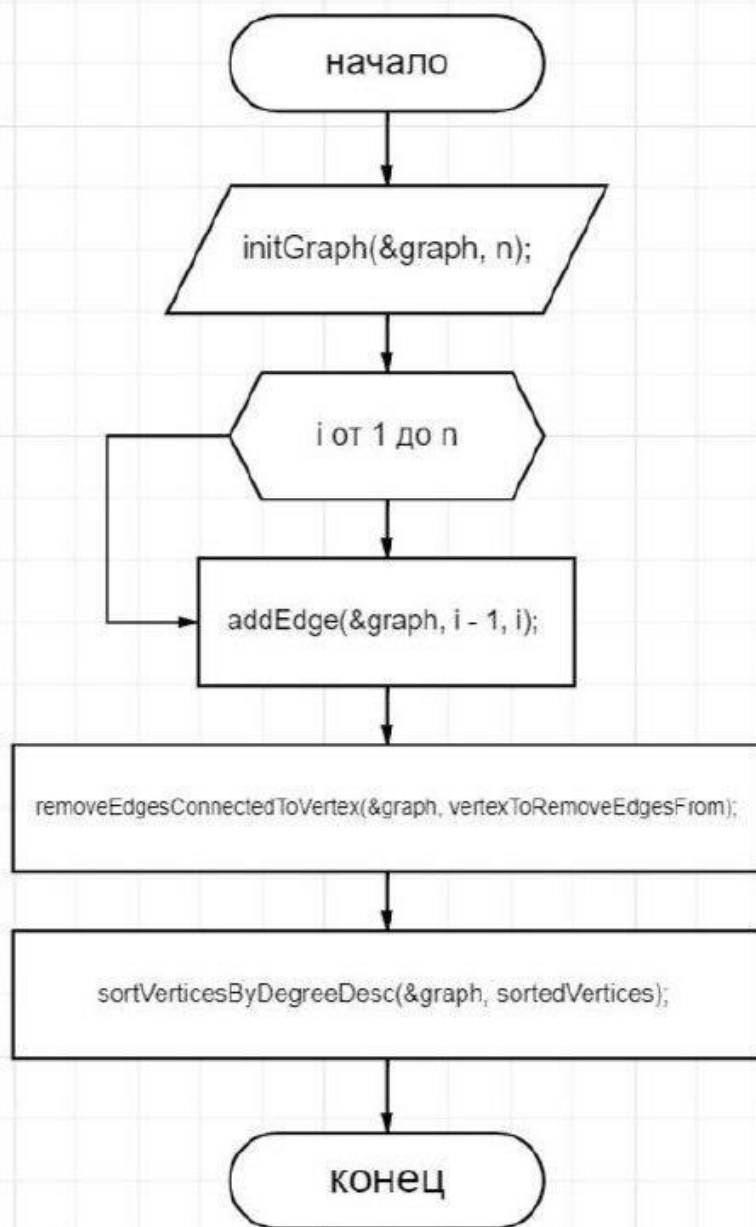 начало
initGraph(&graph, n);
i от 1 до n
addEdge(&graph, i - 1, i);
removeEdgesConnectedToVertex(&graph, vertexToRemoveEdgesFrom);
sortVerticesByDegreeDesc(&graph, sortedVertices);
конец